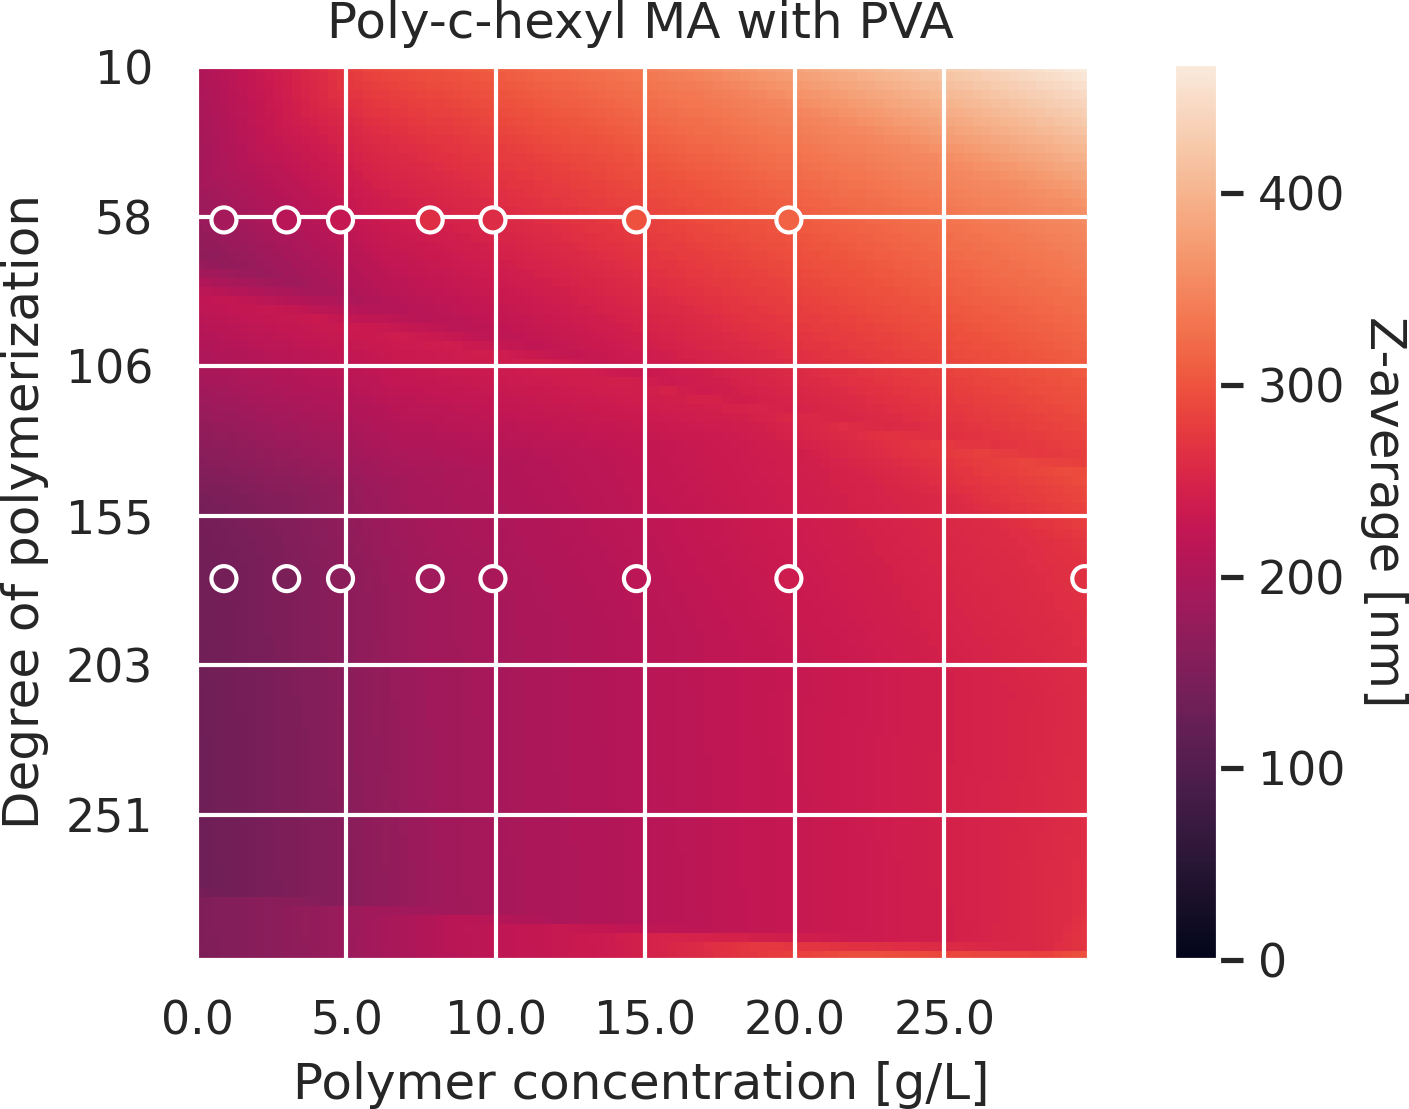 Poly-c-hexyl MA with PVA
Degree of polymerization
10
58
106
155
203
251
0.0 5.0 10.0 15.0 20.0 25.0
Polymer concentration [g/L]
400
300
200
100
0
Z-average [nm]